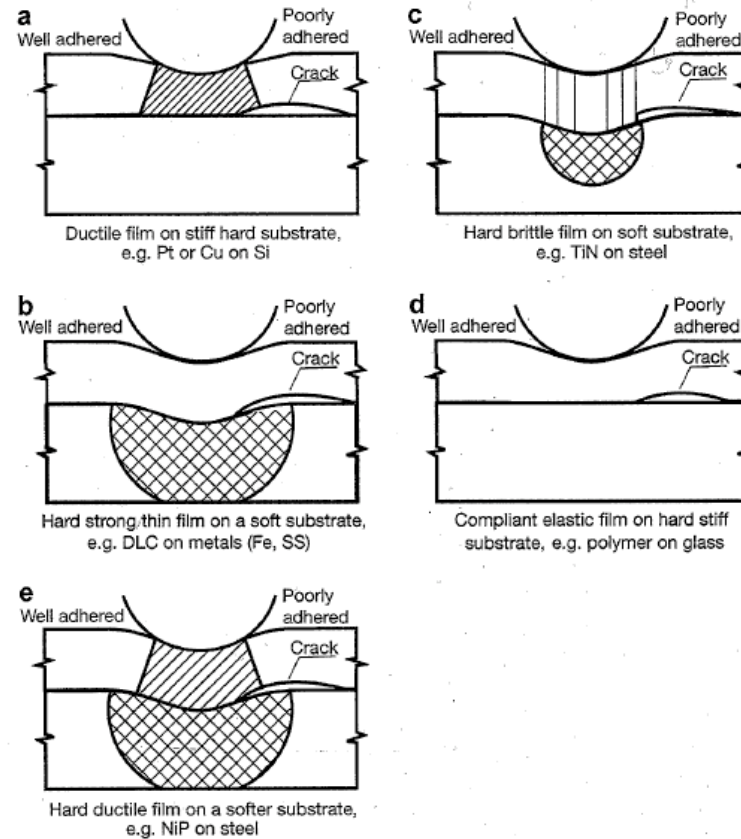 a
Well adhered
Poorly
adhered
Crack
Ductile film on stiff hard substrate,
e.g. Pt or Cu on Si
b
Well adhered
Poorly
adhered
Crack
Hard strong/thin film on a soft substrate,
e.g. DLC on metals (Fe, SS)
e
Well adhered
Poorly
adhered
Crack
Hard ductile film on a softer substrate,
e.g. NiP on steel
c
Well adhered
Poorly
adhered
Crack
Hard brittle film on soft substrate,
e.g. TiN on steel
d
Well adhered
Poorly
adhered
Crack
Compliant elastic film on hard stiff
substrate, e.g. polymer on glass